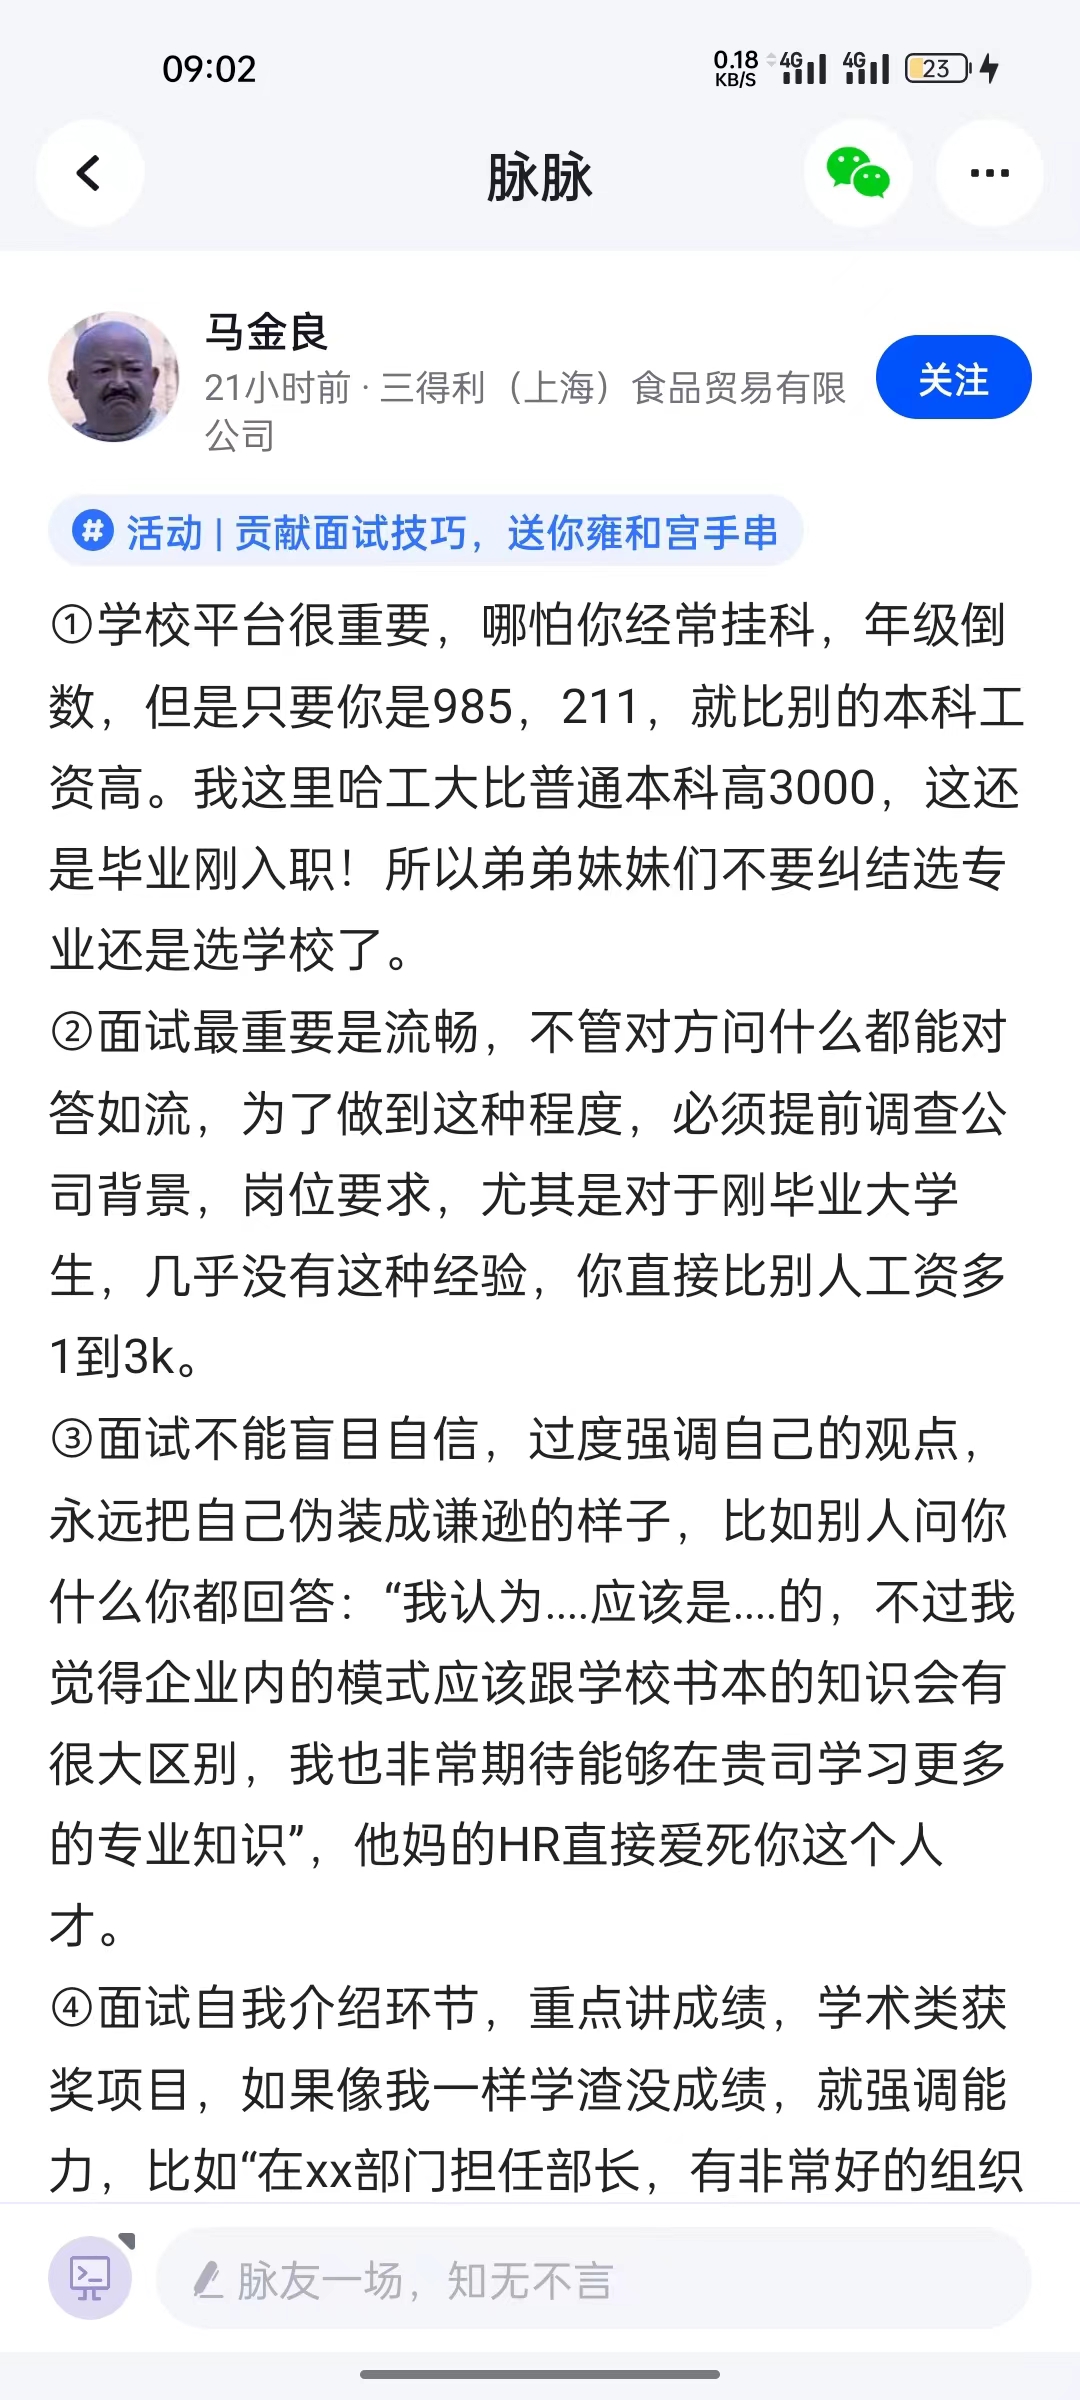 09:02
0.18 KB/S 4G 4G 23
脉脉
马金良
21小时前 · 三得利（上海）食品贸易有限
公司
关注
# 活动 | 贡献面试技巧，送你雍和宫手串
①学校平台很重要，哪怕你经常挂科，年级倒
数，但是只要你是985，211，就比别的本科工
资高。我这里哈工大比普通本科高3000，这还
是毕业刚入职！所以弟弟妹妹们不要纠结选专
业还是选学校了。
②面试最重要是流畅，不管对方问什么都能对
答如流，为了做到这种程度，必须提前调查公
司背景，岗位要求，尤其是对于刚毕业大学
生，几乎没有这种经验，你直接比别人工资多
1到3k。
③面试不能盲目自信，过度强调自己的观点，
永远把自己伪装成谦逊的样子，比如别人问你
什么你都回答：“我认为....应该是....的，不过我
觉得企业内的模式应该跟学校书本的知识会有
很大区别，我也非常期待能够在贵司学习更多
的专业知识”，他妈的HR直接爱死你这个人
才。
④面试自我介绍环节，重点讲成绩，学术类获
奖项目，如果像我一样学渣没成绩，就强调能
力，比如“在xx部门担任部长，有非常好的组织
脉友一场，知无不言